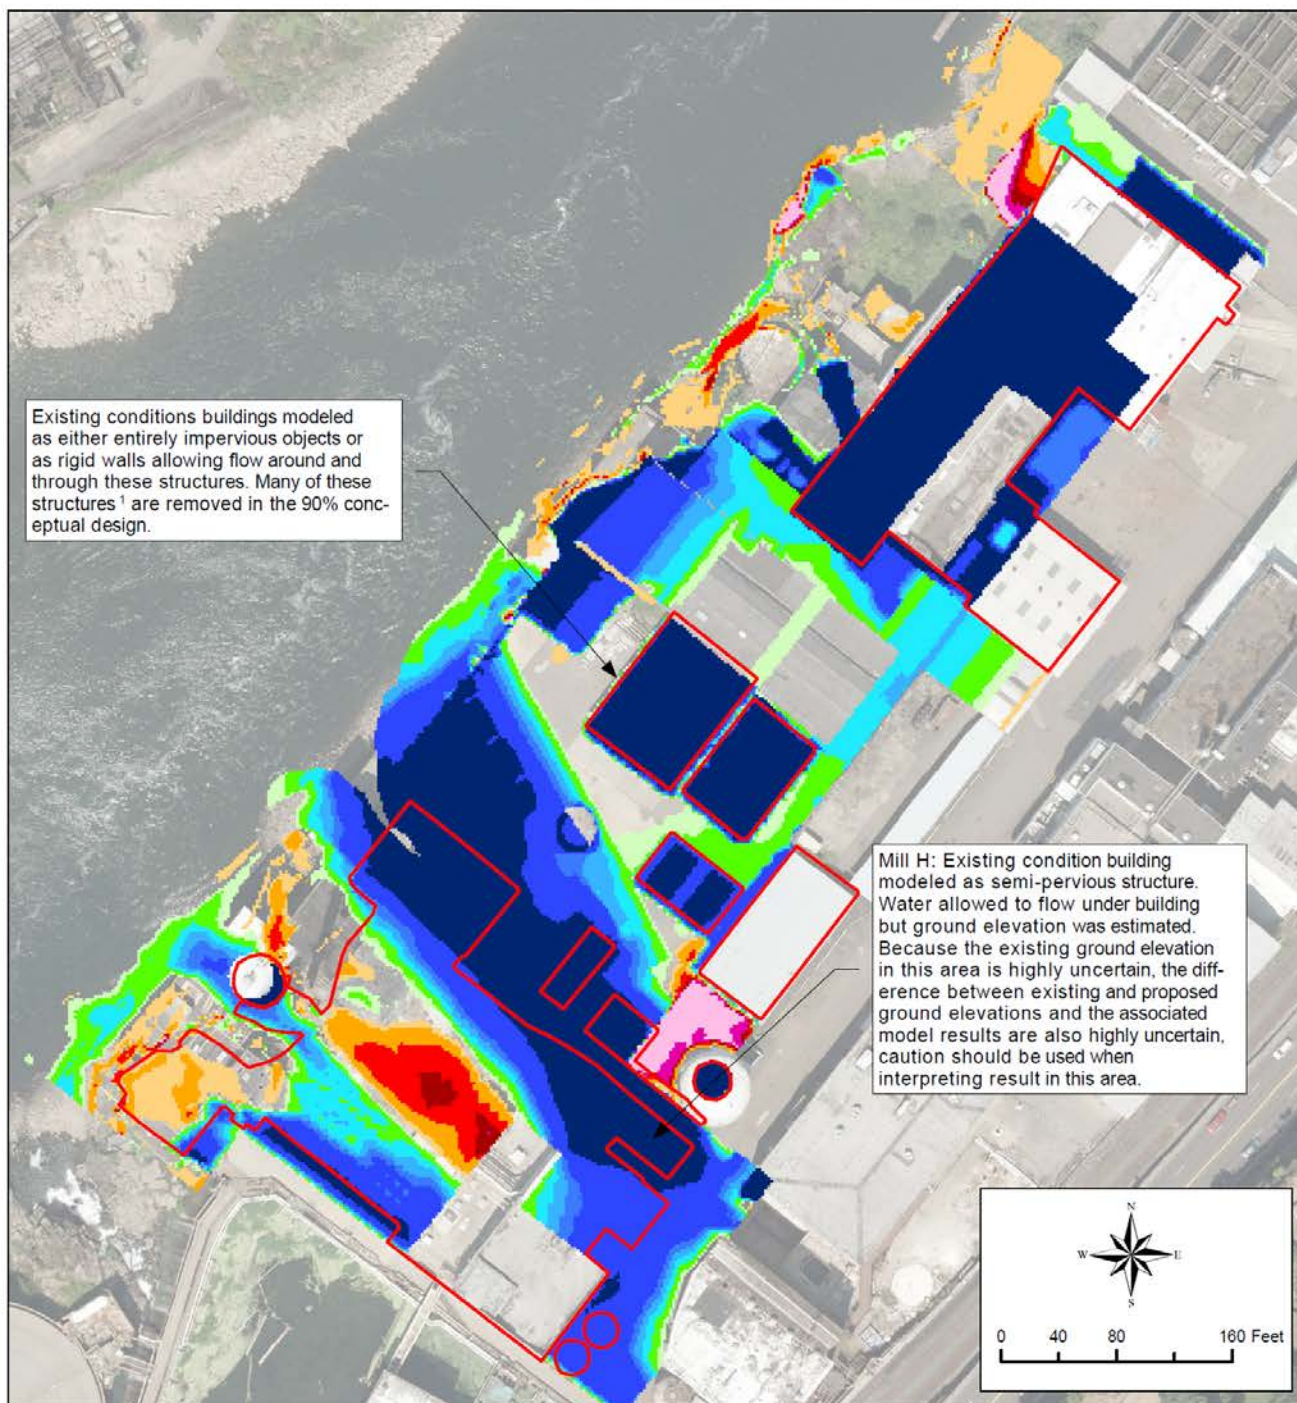 Existing conditions buildings modeled
as either entirely impervious objects or
as rigid walls allowing flow around and
through these structures. Many of these
structures ¹ are removed in the 90% conc-
eptual design.
Mill H: Existing condition building
modeled as semi-pervious structure.
Water allowed to flow under building
but ground elevation was estimated.
Because the existing ground elevation
in this area is highly uncertain, the diff-
erence between existing and proposed
ground elevations and the associated
model results are also highly uncertain,
caution should be used when
interpreting result in this area.
N
W E
S
0 40 80 160 Feet